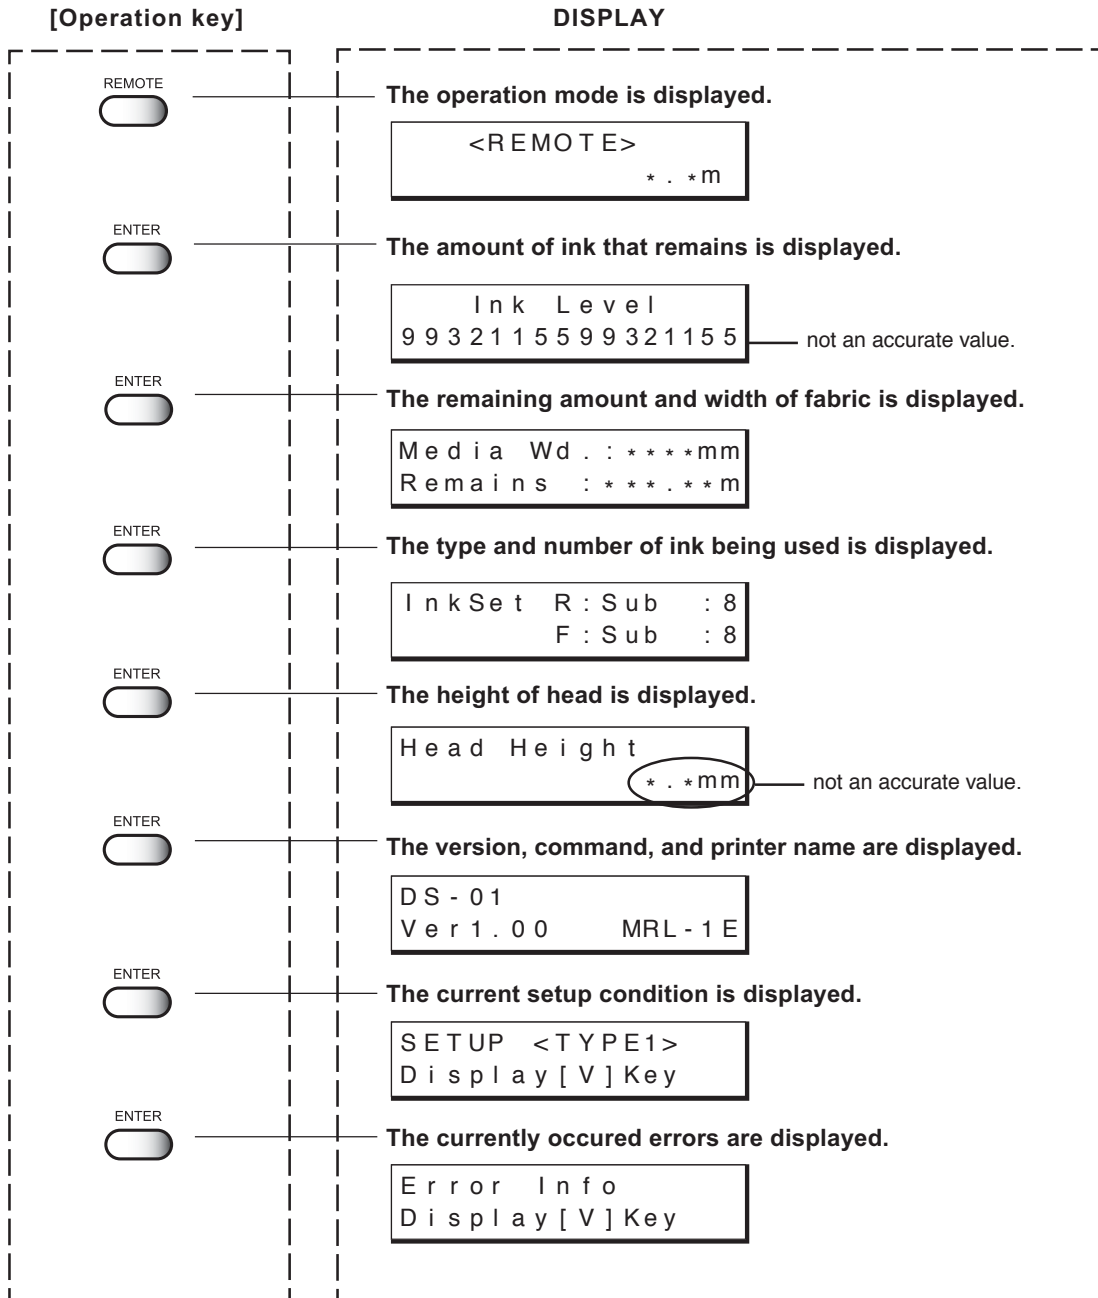 [Operation key] DISPLAY
REMOTE
The operation mode is displayed.
<REMOTE>
*.*m
ENTER
The amount of ink that remains is displayed.
Ink Level
9932115599321155
not an accurate value.
ENTER
The remaining amount and width of fabric is displayed.
Media Wd.:****mm
Remains :***.**m
ENTER
The type and number of ink being used is displayed.
InkSet R:Sub :8
F:Sub :8
ENTER
The height of head is displayed.
Head Height
*.*mm
not an accurate value.
ENTER
The version, command, and printer name are displayed.
DS-01
Ver1.00 MRL-1E
ENTER
The current setup condition is displayed.
SETUP <TYPE1>
Display[V]Key
ENTER
The currently occured errors are displayed.
Error Info
Display[V]Key